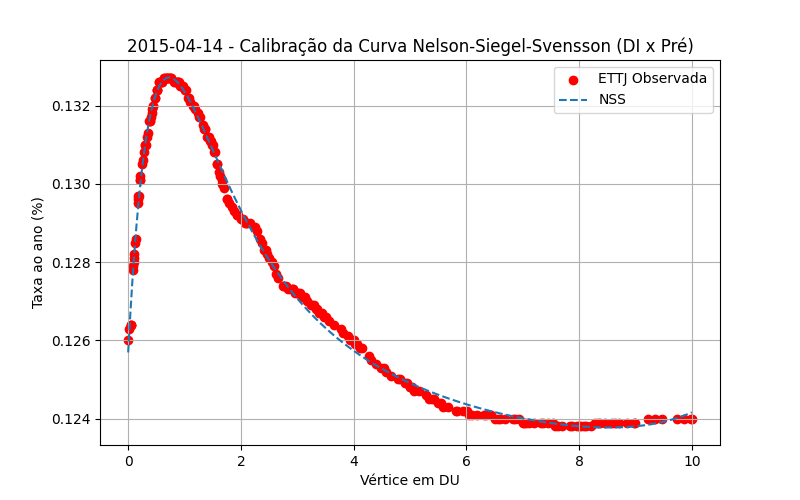 2015-04-14 - Calibração da Curva Nelson-Siegel-Svensson (DI x Pré)
ETTJ Observada
NSS
Taxa ao ano (%)
0.132
0.130
0.128
0.126
0.124
0 2 4 6 8 10
Vértice em DU